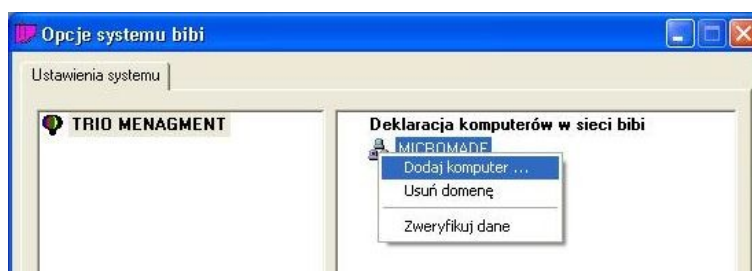 Opcje systemu bibi
Ustawienia systemu
TRIO MENAGMENT
Deklaracja komputerów w sieci bibi
MICROMADE
Dodaj komputer ...
Usuń domenę
Zweryfikuj dane